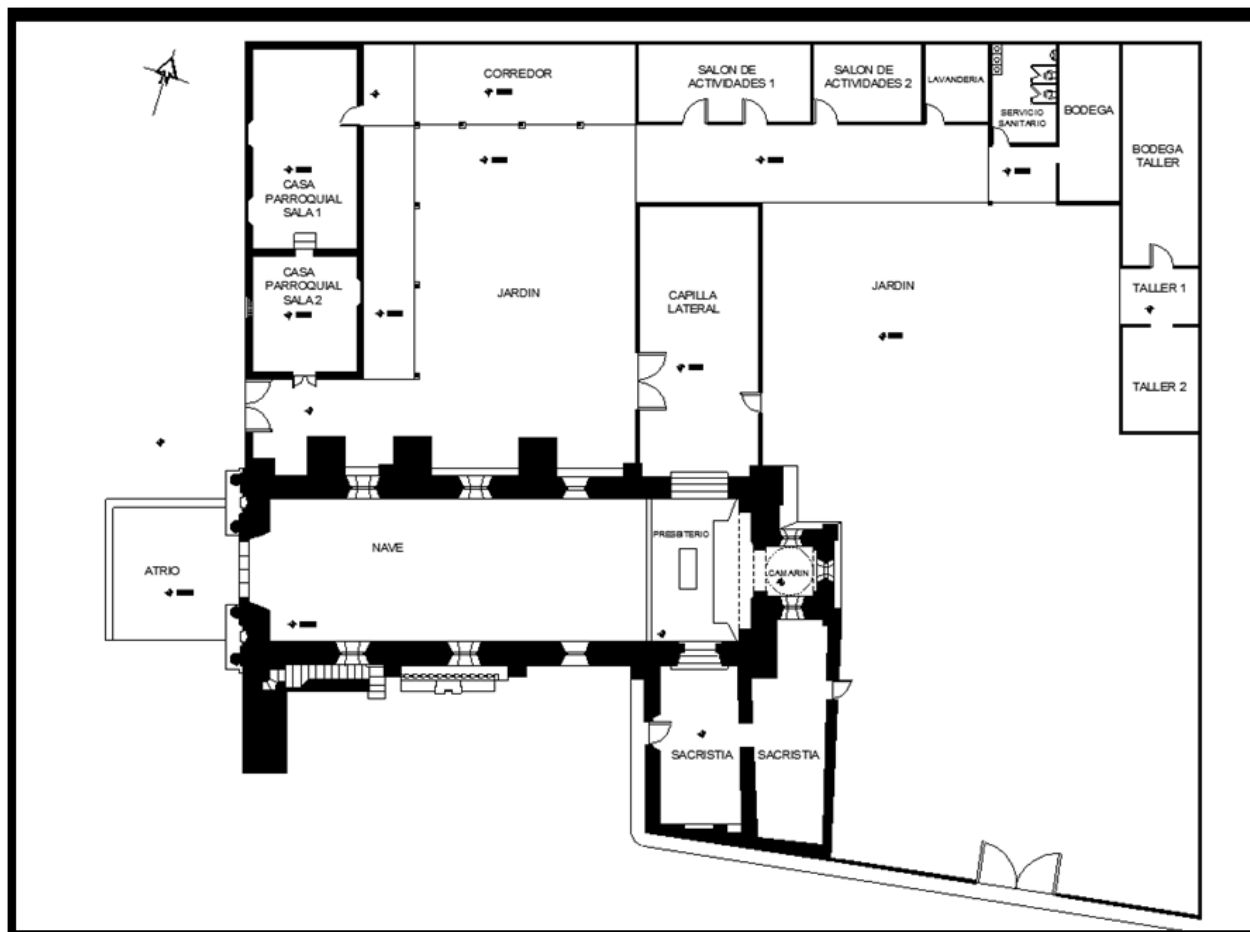 CORREDOR
SALON DE
ACTIVIDADES 1
SALON DE
ACTIVIDADES 2
LAVANDERIA
SERVICIO
SANITARIO
BODEGA
BODEGA
TALLER
CASA
PARROQUIAL
SALA 1
CASA
PARROQUIAL
SALA 2
JARDIN
CAPILLA
LATERAL
JARDIN
TALLER 1
TALLER 2
ATRIO
NAVE
PRESBITERIO
CAMARIN
SACRISTIA
SACRISTIA